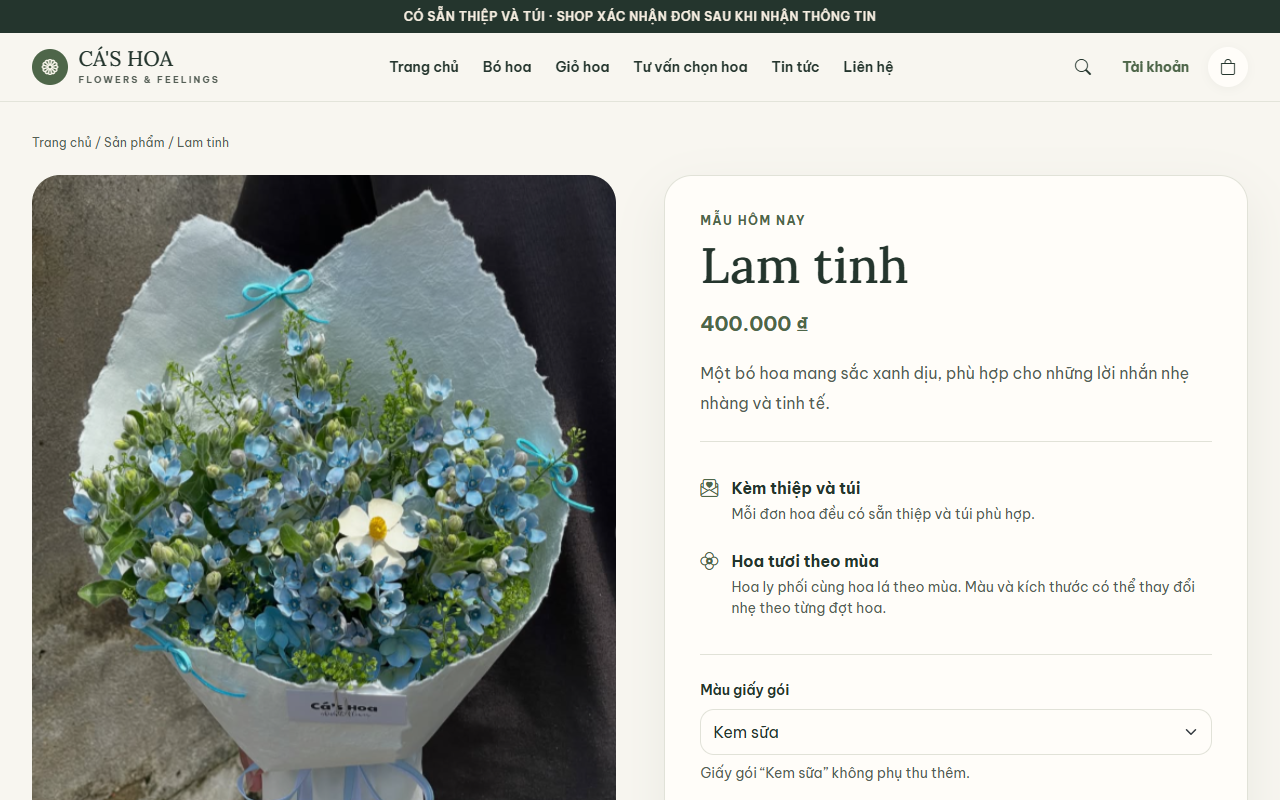 CÓ SẴN THIỆP VÀ TÚI · SHOP XÁC NHẬN ĐƠN SAU KHI NHẬN THÔNG TIN
CÁ'S HOA
FLOWERS & FEELINGS
Trang chủ
Bó hoa
Giỏ hoa
Tư vấn chọn hoa
Tin tức
Liên hệ
Tài khoản
Trang chủ / Sản phẩm / Lam tinh
MẪU HÔM NAY
Lam tinh
400.000 ₫
Một bó hoa mang sắc xanh dịu, phù hợp cho những lời nhắn nhẹ
nhàng và tinh tế.
Kèm thiệp và túi
Mỗi đơn hoa đều có sẵn thiệp và túi phù hợp.
Hoa tươi theo mùa
Hoa ly phối cùng hoa lá theo mùa. Màu và kích thước có thể thay đổi
nhẹ theo từng đợt hoa.
Màu giấy gói
Kem sữa
Giấy gói “Kem sữa” không phụ thu thêm.
Cá's Hoa